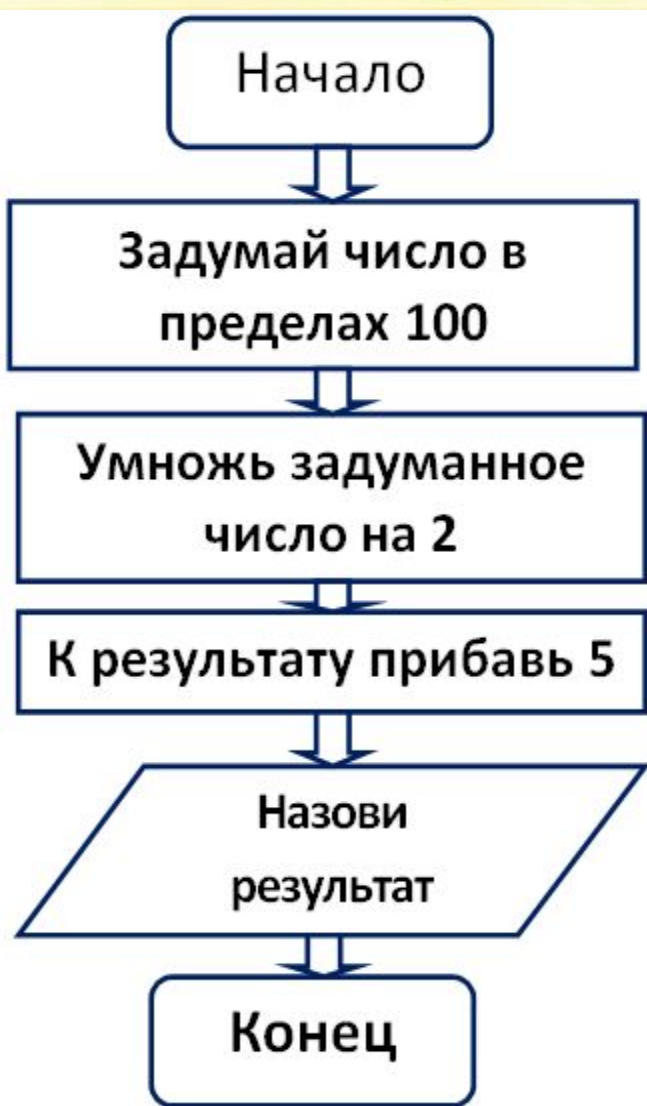 Начало
Задумай число в
пределах 100
Умножь задуманное
число на 2
К результату прибавь 5
Назови
результат
Конец